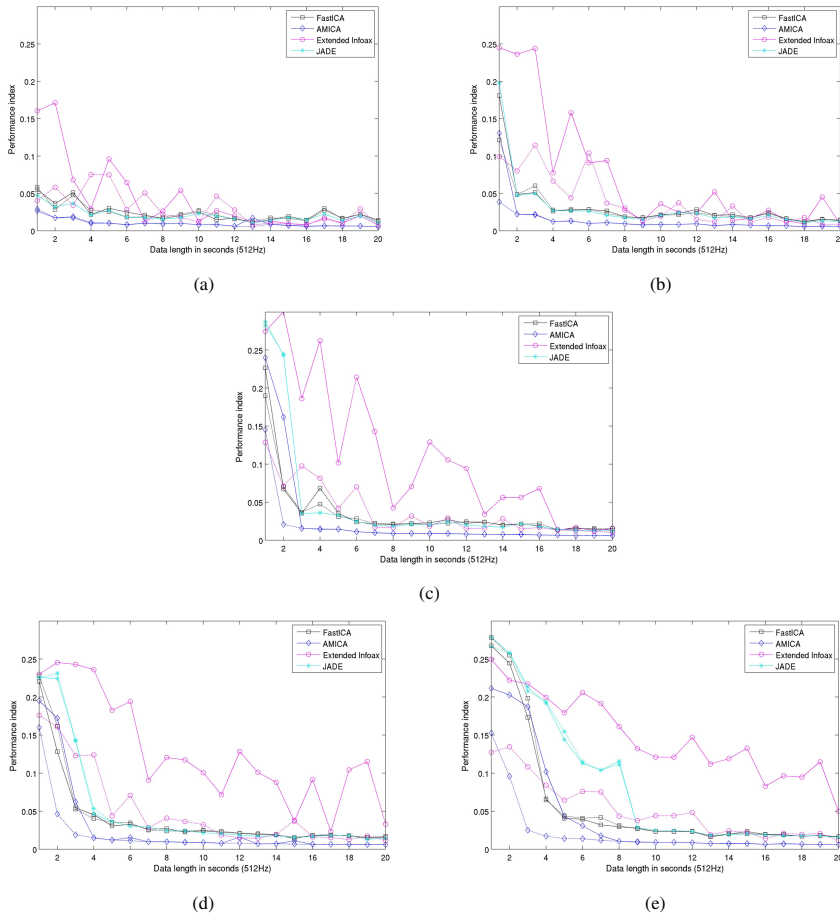 0.25
0.2
0.15
0.1
0.05
0
Performance index
2 4 6 8 10 12 14 16 18 20
Data length in seconds (512Hz)
FastICA
AMICA
Extended Infoax
JADE
(a)
0.25
0.2
0.15
0.1
0.05
0
Performance index
2 4 6 8 10 12 14 16 18 20
Data length in seconds (512Hz)
FastICA
AMICA
Extended Infoax
JADE
(b)
0.25
0.2
0.15
0.1
0.05
0
Performance index
2 4 6 8 10 12 14 16 18 20
Data length in seconds (512Hz)
FastICA
AMICA
Extended Infoax
JADE
(c)
0.25
0.2
0.15
0.1
0.05
0
Performance index
2 4 6 8 10 12 14 16 18 20
Data length in seconds (512Hz)
FastICA
AMICA
Extended Infoax
JADE
(d)
0.25
0.2
0.15
0.1
0.05
0
Performance index
2 4 6 8 10 12 14 16 18 20
Data length in seconds (512Hz)
FastICA
AMICA
Extended Infoax
JADE
(e)